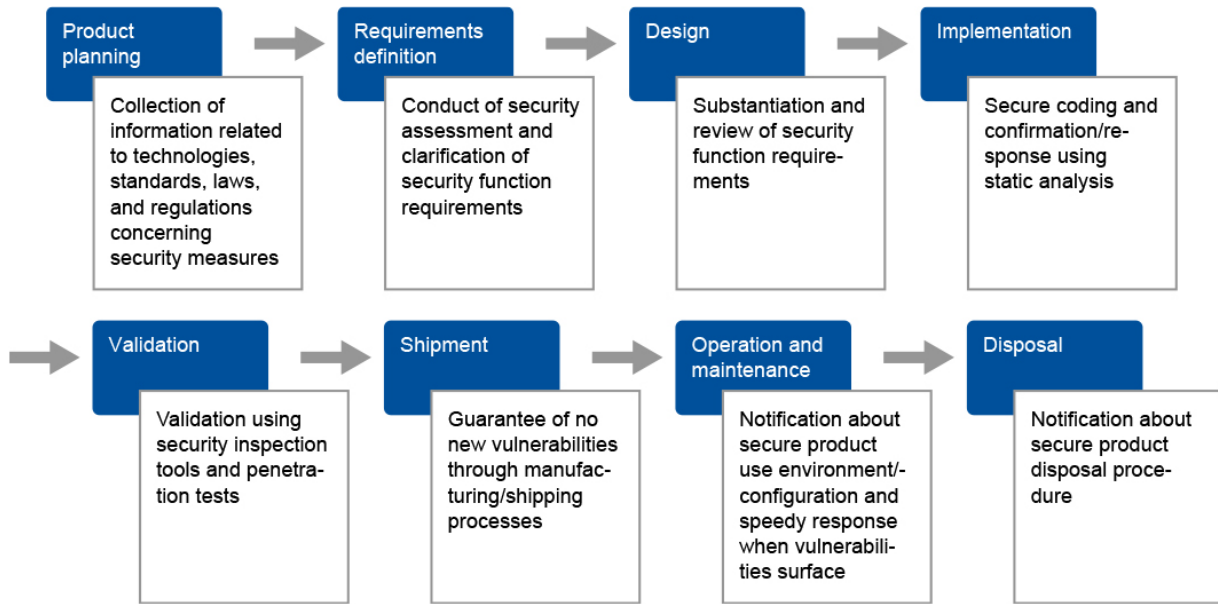 Product
planning
Collection of
information related
to technologies,
standards, laws,
and regulations
concerning
security measures
Requirements
definition
Conduct of security
assessment and
clarification of
security function
requirements
Design
Substantiation and
review of security
function require-
ments
Implementation
Secure coding and
confirmation/re-
sponse using
static analysis
Validation
Validation using
security inspection
tools and penetra-
tion tests
Shipment
Guarantee of no
new vulnerabilities
through manufac-
turing/shipping
processes
Operation and
maintenance
Notification about
secure product
use environment/-
configuration and
speedy response
when vulnerabili-
ties surface
Disposal
Notification about
secure product
disposal proce-
dure